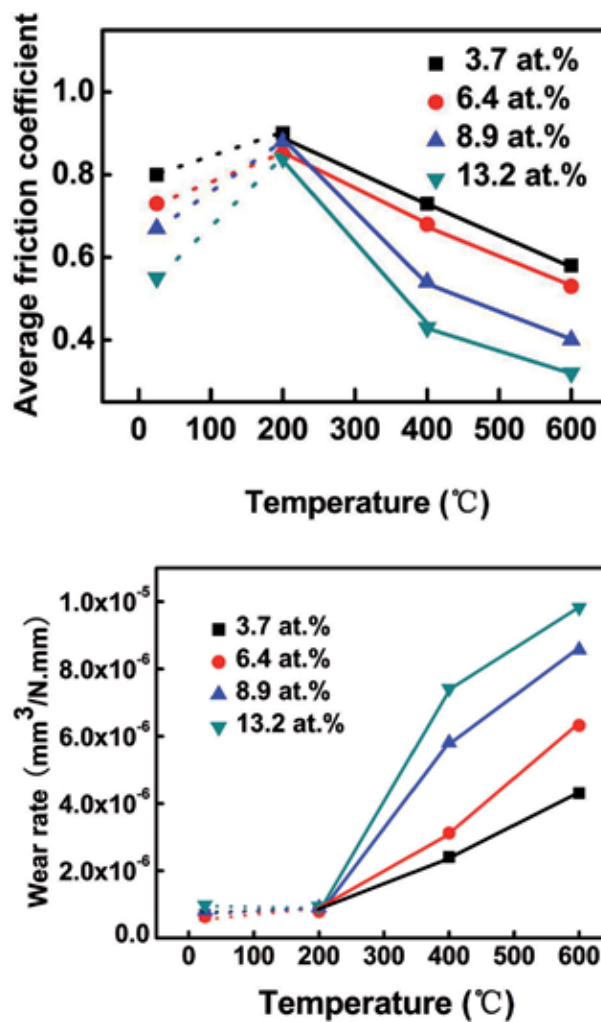 Average friction coefficient
1.0
0.8
0.6
0.4
3.7 at.%
6.4 at.%
8.9 at.%
13.2 at.%
0 100 200 300 400 500 600
Temperature (℃)
Wear rate (mm³/N.mm)
1.0x10⁻⁵
8.0x10⁻⁶
6.0x10⁻⁶
4.0x10⁻⁶
2.0x10⁻⁶
0.0
3.7 at.%
6.4 at.%
8.9 at.%
13.2 at.%
0 100 200 300 400 500 600
Temperature (℃)